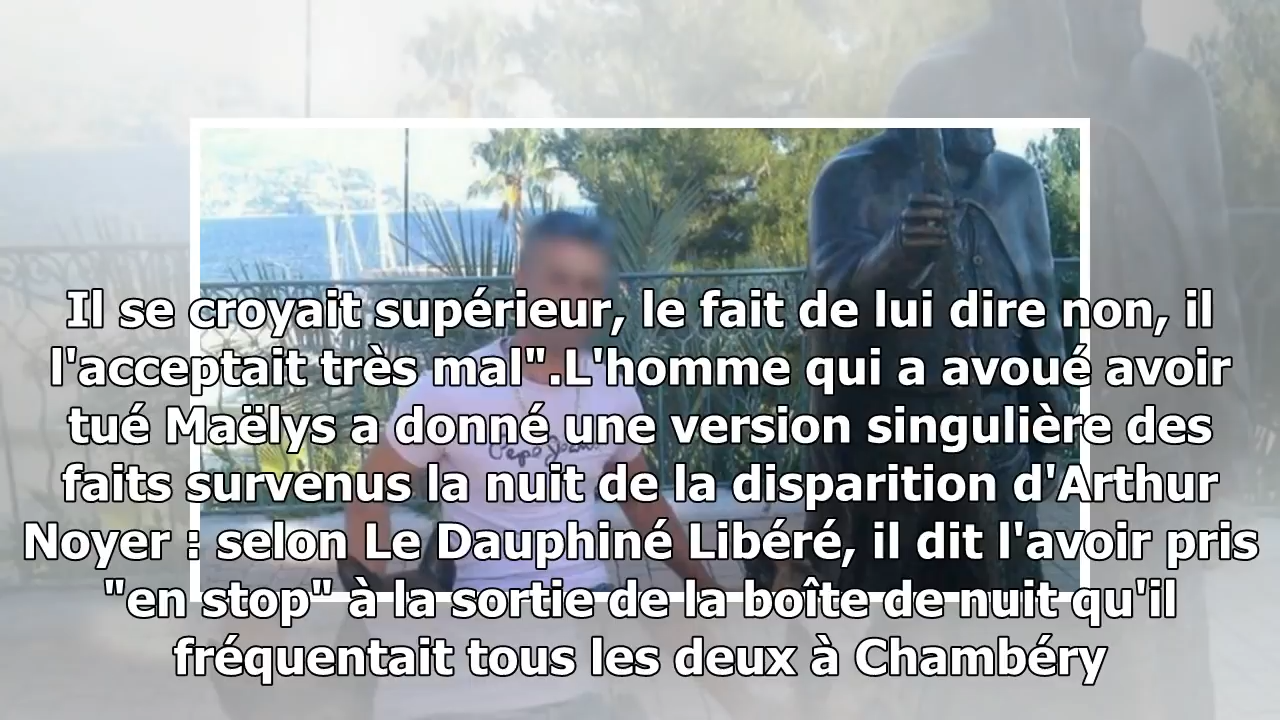 Il se croyait supérieur, le fait de lui dire non, il
l'acceptait très mal".L'homme qui a avoué avoir
tué Maëlys a donné une version singulière des
faits survenus la nuit de la disparition d'Arthur
Noyer : selon Le Dauphiné Libéré, il dit l'avoir pris
"en stop" à la sortie de la boîte de nuit qu'il
fréquentait tous les deux à Chambéry